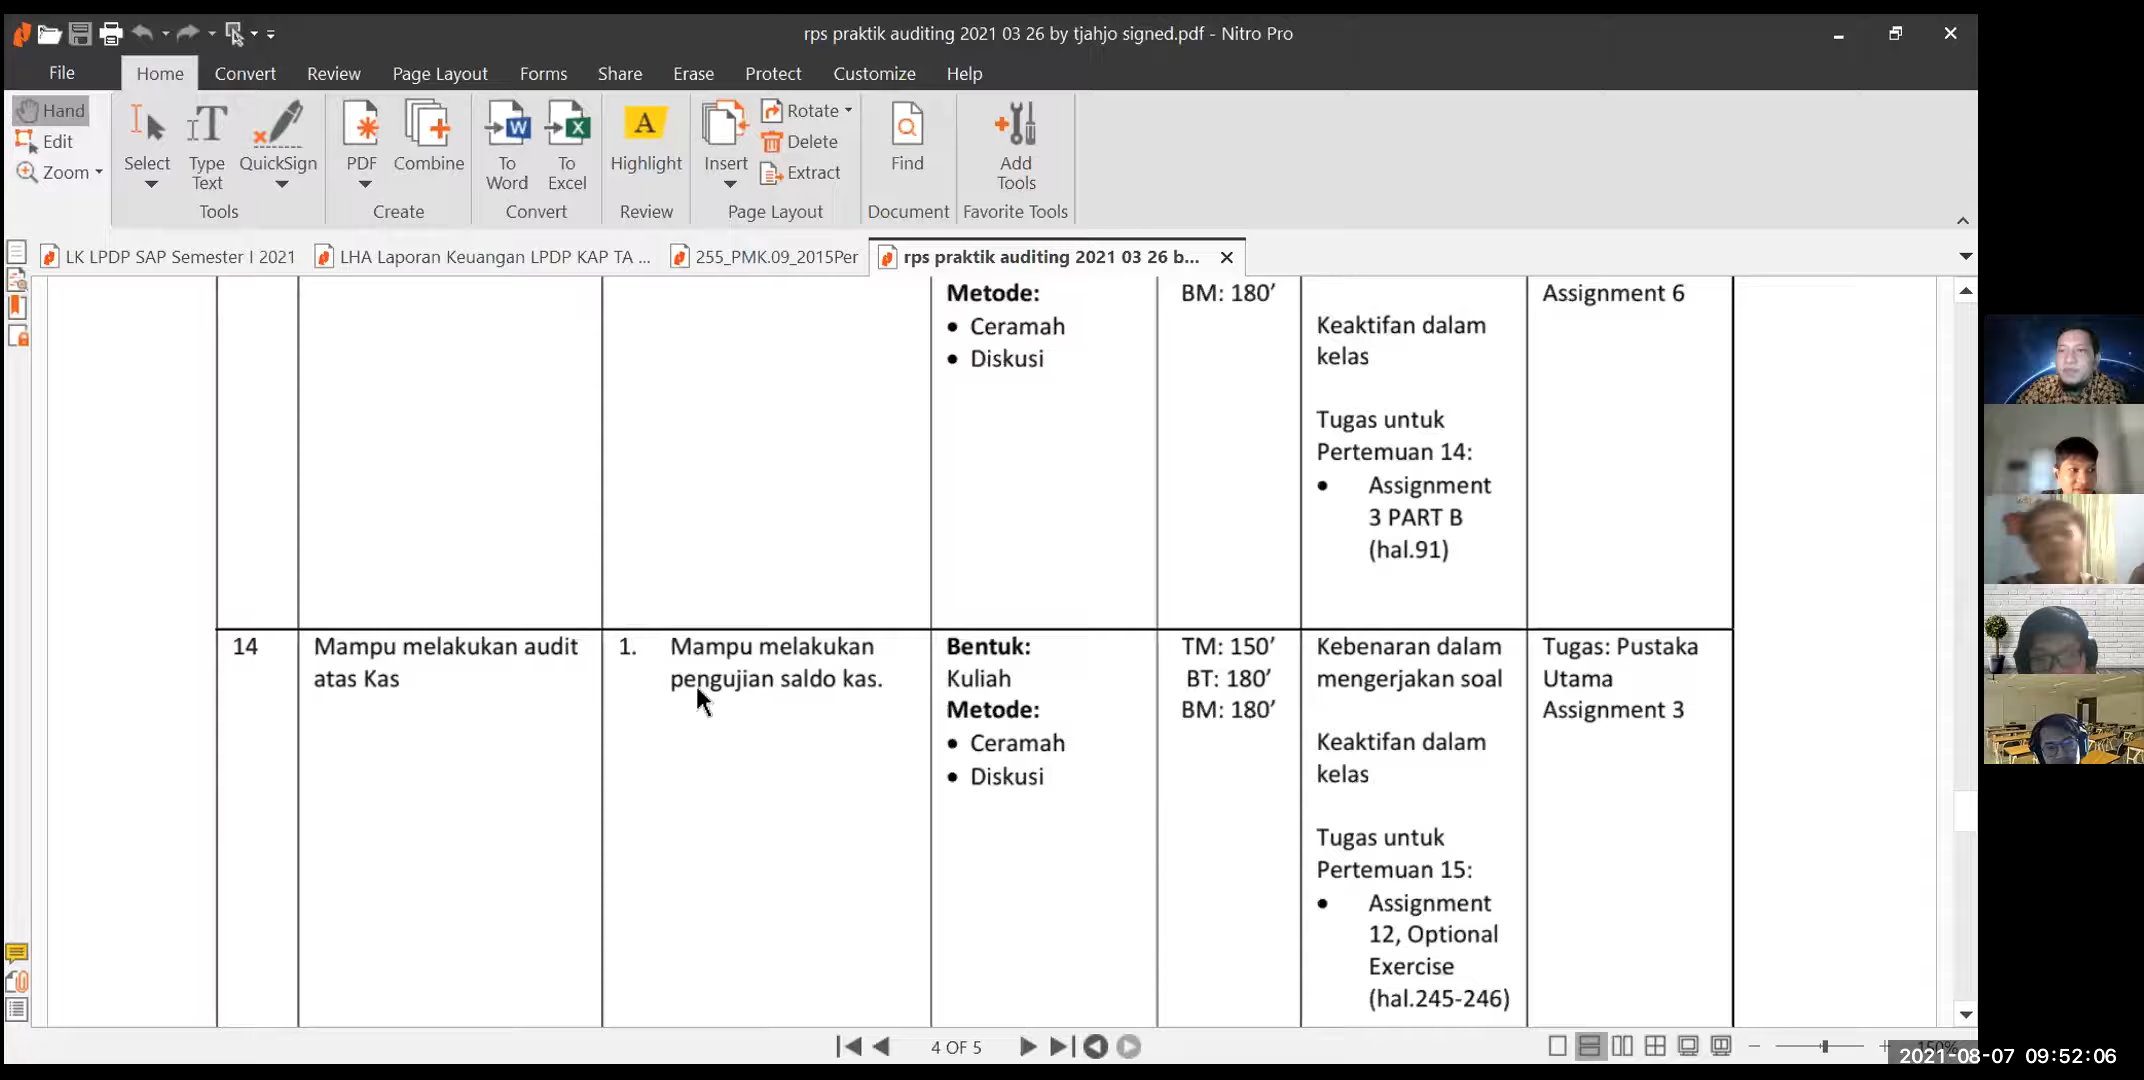 rps praktik auditing 2021 03 26 by tjahjo signed.pdf - Nitro Pro
File Home Convert Review Page Layout Forms Share Erase Protect Customize Help
Hand
Edit
Zoom
Select
Type
Text
QuickSign
Tools
PDF
Combine
Create
To
Word
To
Excel
Convert
A
Highlight
Review
Insert
Rotate
Delete
Extract
Page Layout
Find
Document
Add
Tools
Favorite Tools
LK LPDP SAP Semester I 2021
LHA Laporan Keuangan LPDP KAP TA ...
255_PMK.09_2015Per
rps praktik auditing 2021 03 26 b...
Metode:
• Ceramah
• Diskusi
BM: 180’
Keaktifan dalam
kelas
Tugas untuk
Pertemuan 14:
• Assignment
3 PART B
(hal.91)
Assignment 6
14
Mampu melakukan audit
atas Kas
1. Mampu melakukan
pengujian saldo kas.
Bentuk:
Kuliah
Metode:
• Ceramah
• Diskusi
TM: 150’
BT: 180’
BM: 180’
Kebenaran dalam
mengerjakan soal
Keaktifan dalam
kelas
Tugas untuk
Pertemuan 15:
• Assignment
12, Optional
Exercise
(hal.245-246)
Tugas: Pustaka
Utama
Assignment 3
4 OF 5
150%
2021-08-07 09:52:06